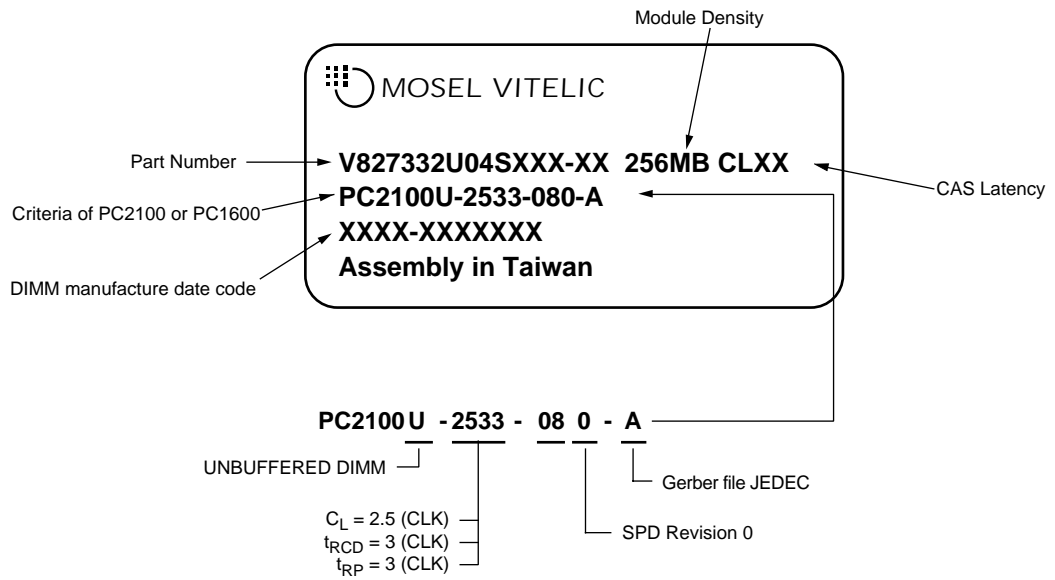 Module Density
MOSEL VITELIC
Part Number
V827332U04SXXX-XX 256MB CLXX
CAS Latency
Criteria of PC2100 or PC1600
PC2100U-2533-080-A
XXXX-XXXXXXX
DIMM manufacture date code
Assembly in Taiwan
PC2100 U - 2533 - 08 0 - A
UNBUFFERED DIMM
Gerber file JEDEC
CL = 2.5 (CLK)
SPD Revision 0
tRCD = 3 (CLK)
tRP = 3 (CLK)